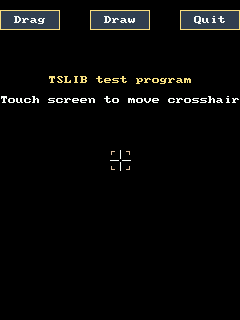 Drag Draw Quit
TSLIB test program
Touch screen to move crosshair